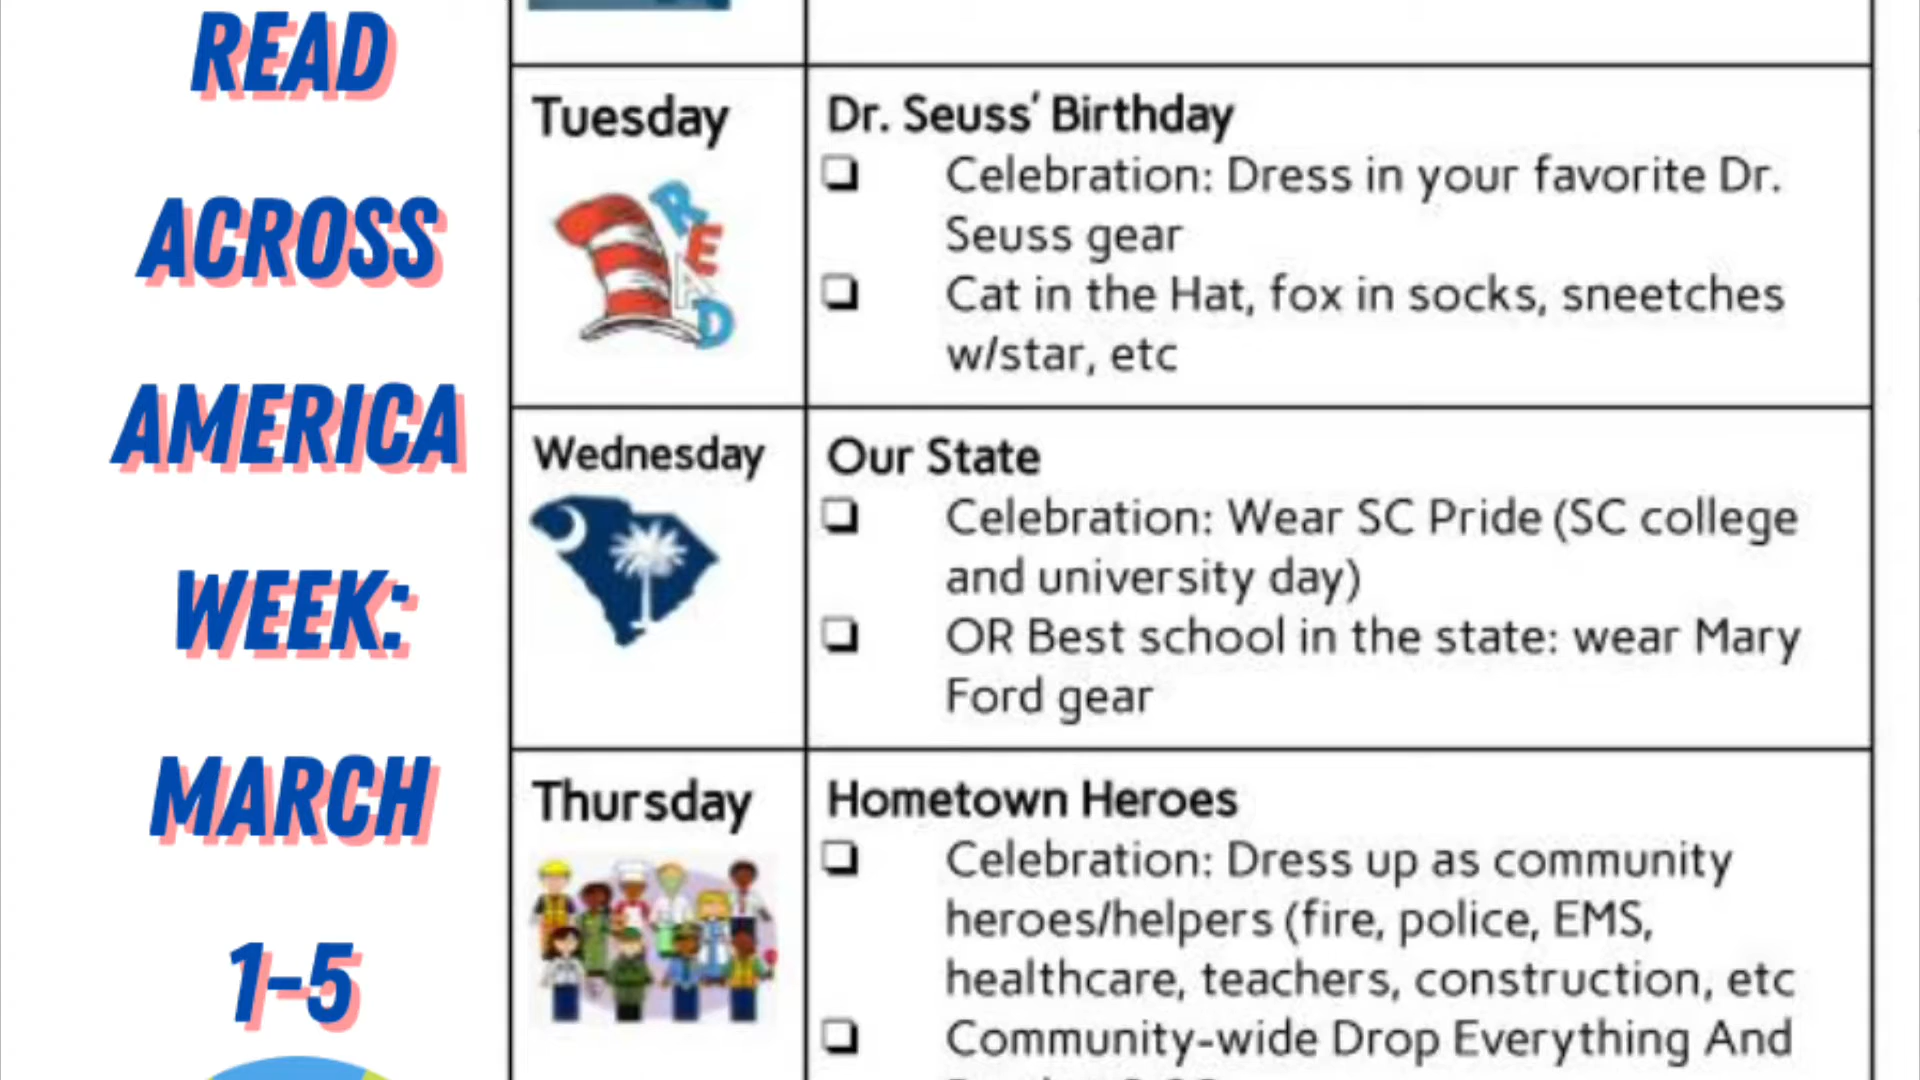 READ
ACROSS
AMERICA
WEEK:
MARCH
1-5
Tuesday
READ
Dr. Seuss' Birthday
❏ Celebration: Dress in your favorite Dr.
Seuss gear
❏ Cat in the Hat, fox in socks, sneetches
w/star, etc
Wednesday
Our State
❏ Celebration: Wear SC Pride (SC college
and university day)
❏ OR Best school in the state: wear Mary
Ford gear
Thursday
Hometown Heroes
❏ Celebration: Dress up as community
heroes/helpers (fire, police, EMS,
healthcare, teachers, construction, etc
❏ Community-wide Drop Everything And